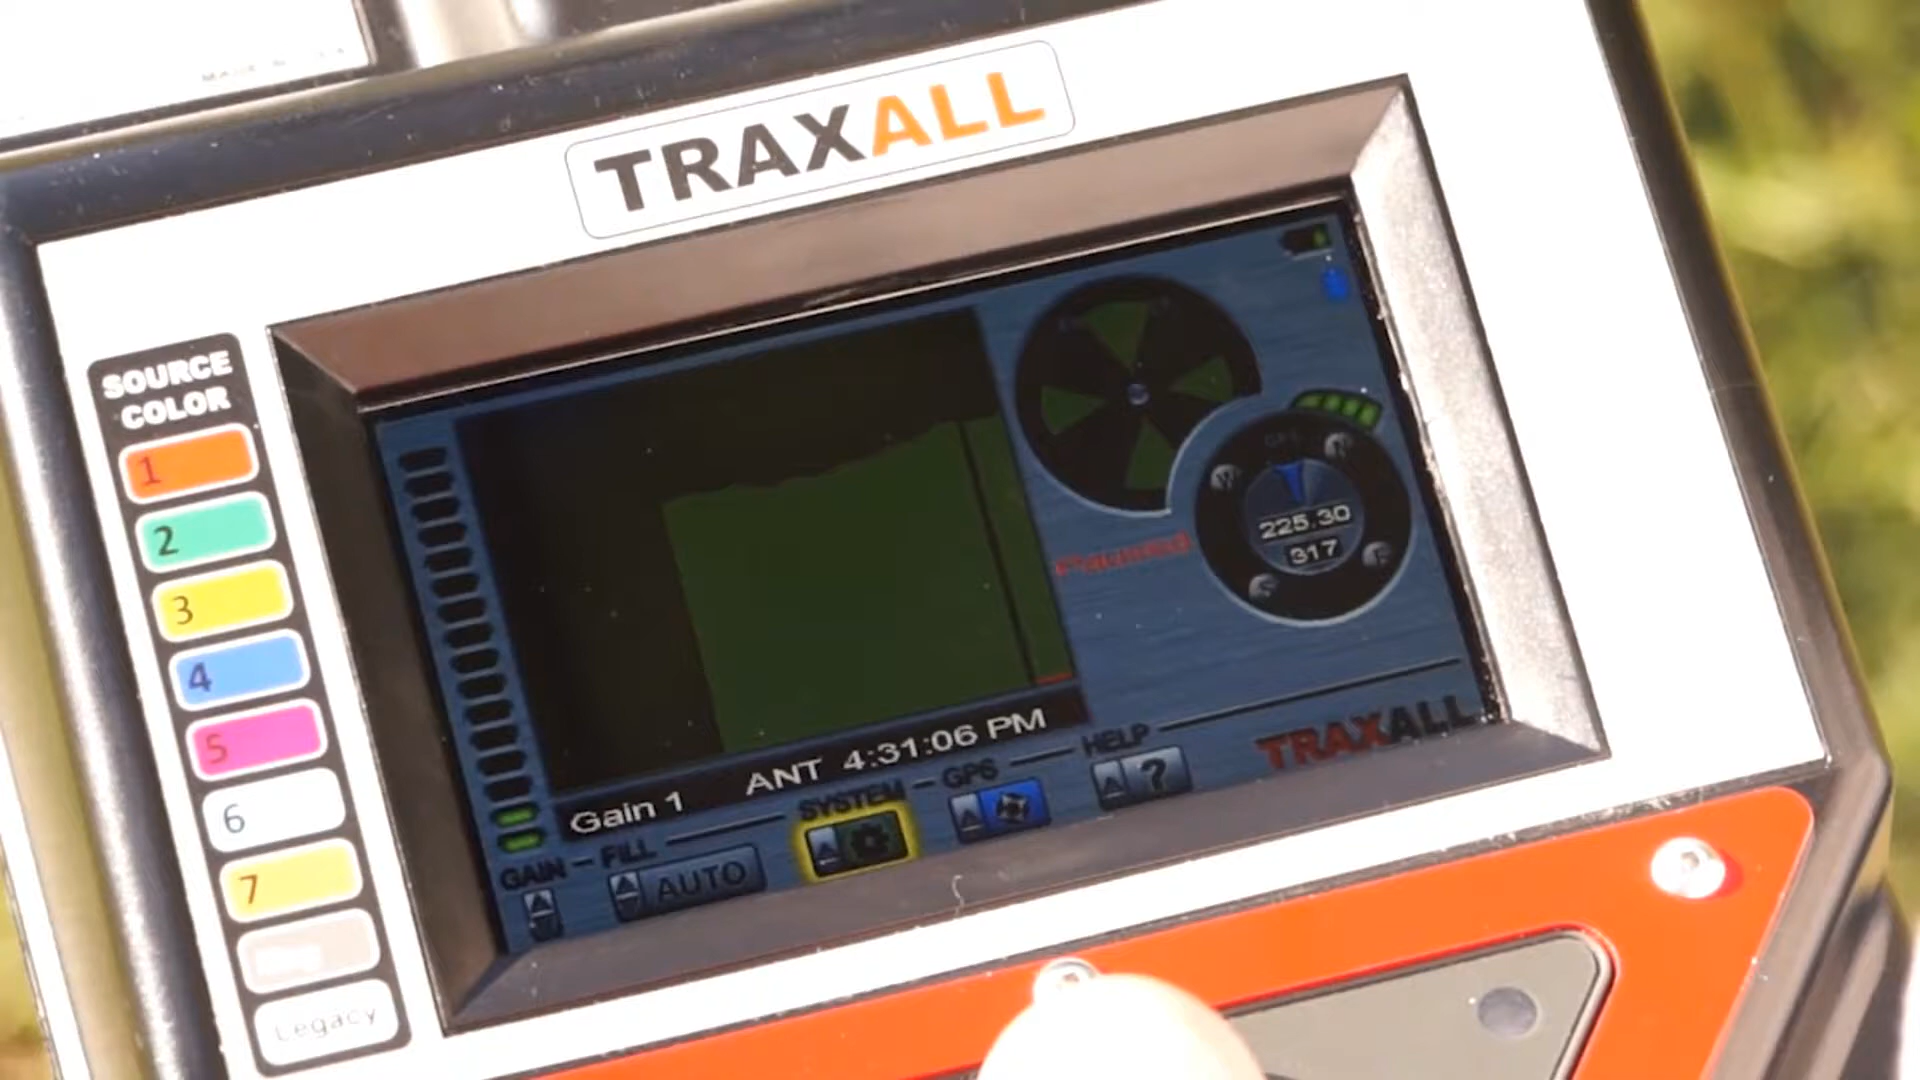 TRAXALL
SOURCE
COLOR
1
2
3
4
5
6
7
Legacy
225.30
317
Paused
ANT 4:31:06 PM
Gain 1
GAIN
FILL
SYSTEM
GPS
HELP
AUTO
?
TRAXALL